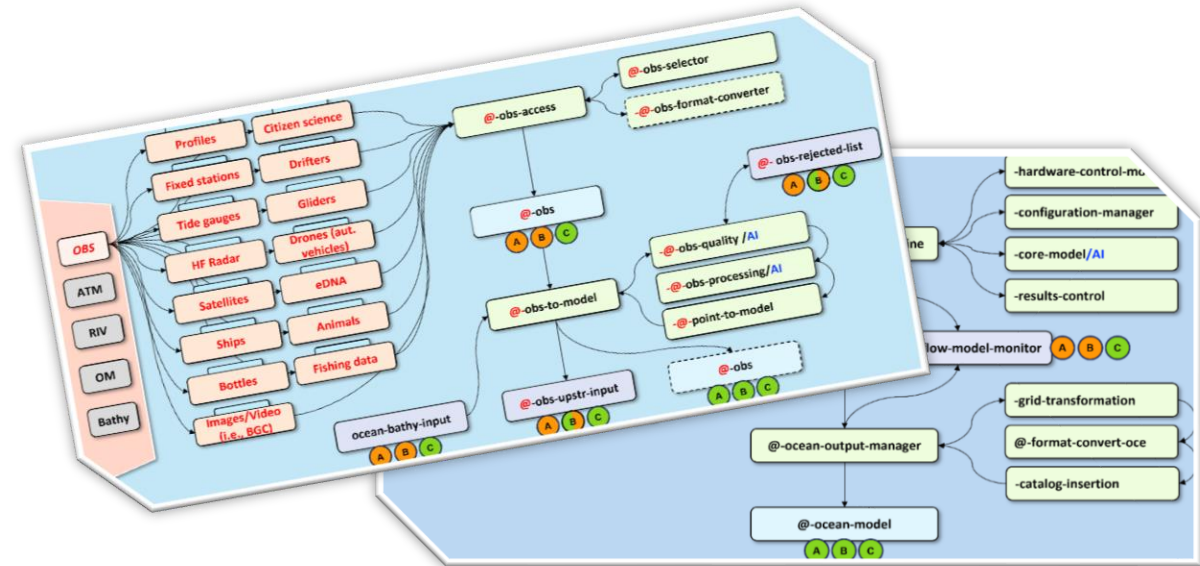 OBS
ATM
RIV
OM
Bathy
Profiles
Fixed stations
Tide gauges
HF Radar
Satellites
Ships
Bottles
Images/Video
(i.e., BGC)
Citizen science
Drifters
Gliders
Drones (aut.
vehicles)
eDNA
Animals
Fishing data
@-obs-access
@-obs-selector
-@-obs-format-converter
@-obs
A B C
@-obs-to-model
@- obs-rejected-list
A B C
-@-obs-quality /AI
-@-obs-processing/AI
-@-point-to-model
@-obs
A B C
@-obs-upstr-input
A B C
ocean-bathy-input
A B C
-hardware-control-mo
-configuration-manager
-core-model/AI
-results-control
ine
low-model-monitor
A B C
-grid-transformation
@-format-convert-oce
-catalog-insertion
@-ocean-output-manager
@-ocean-model
A B C